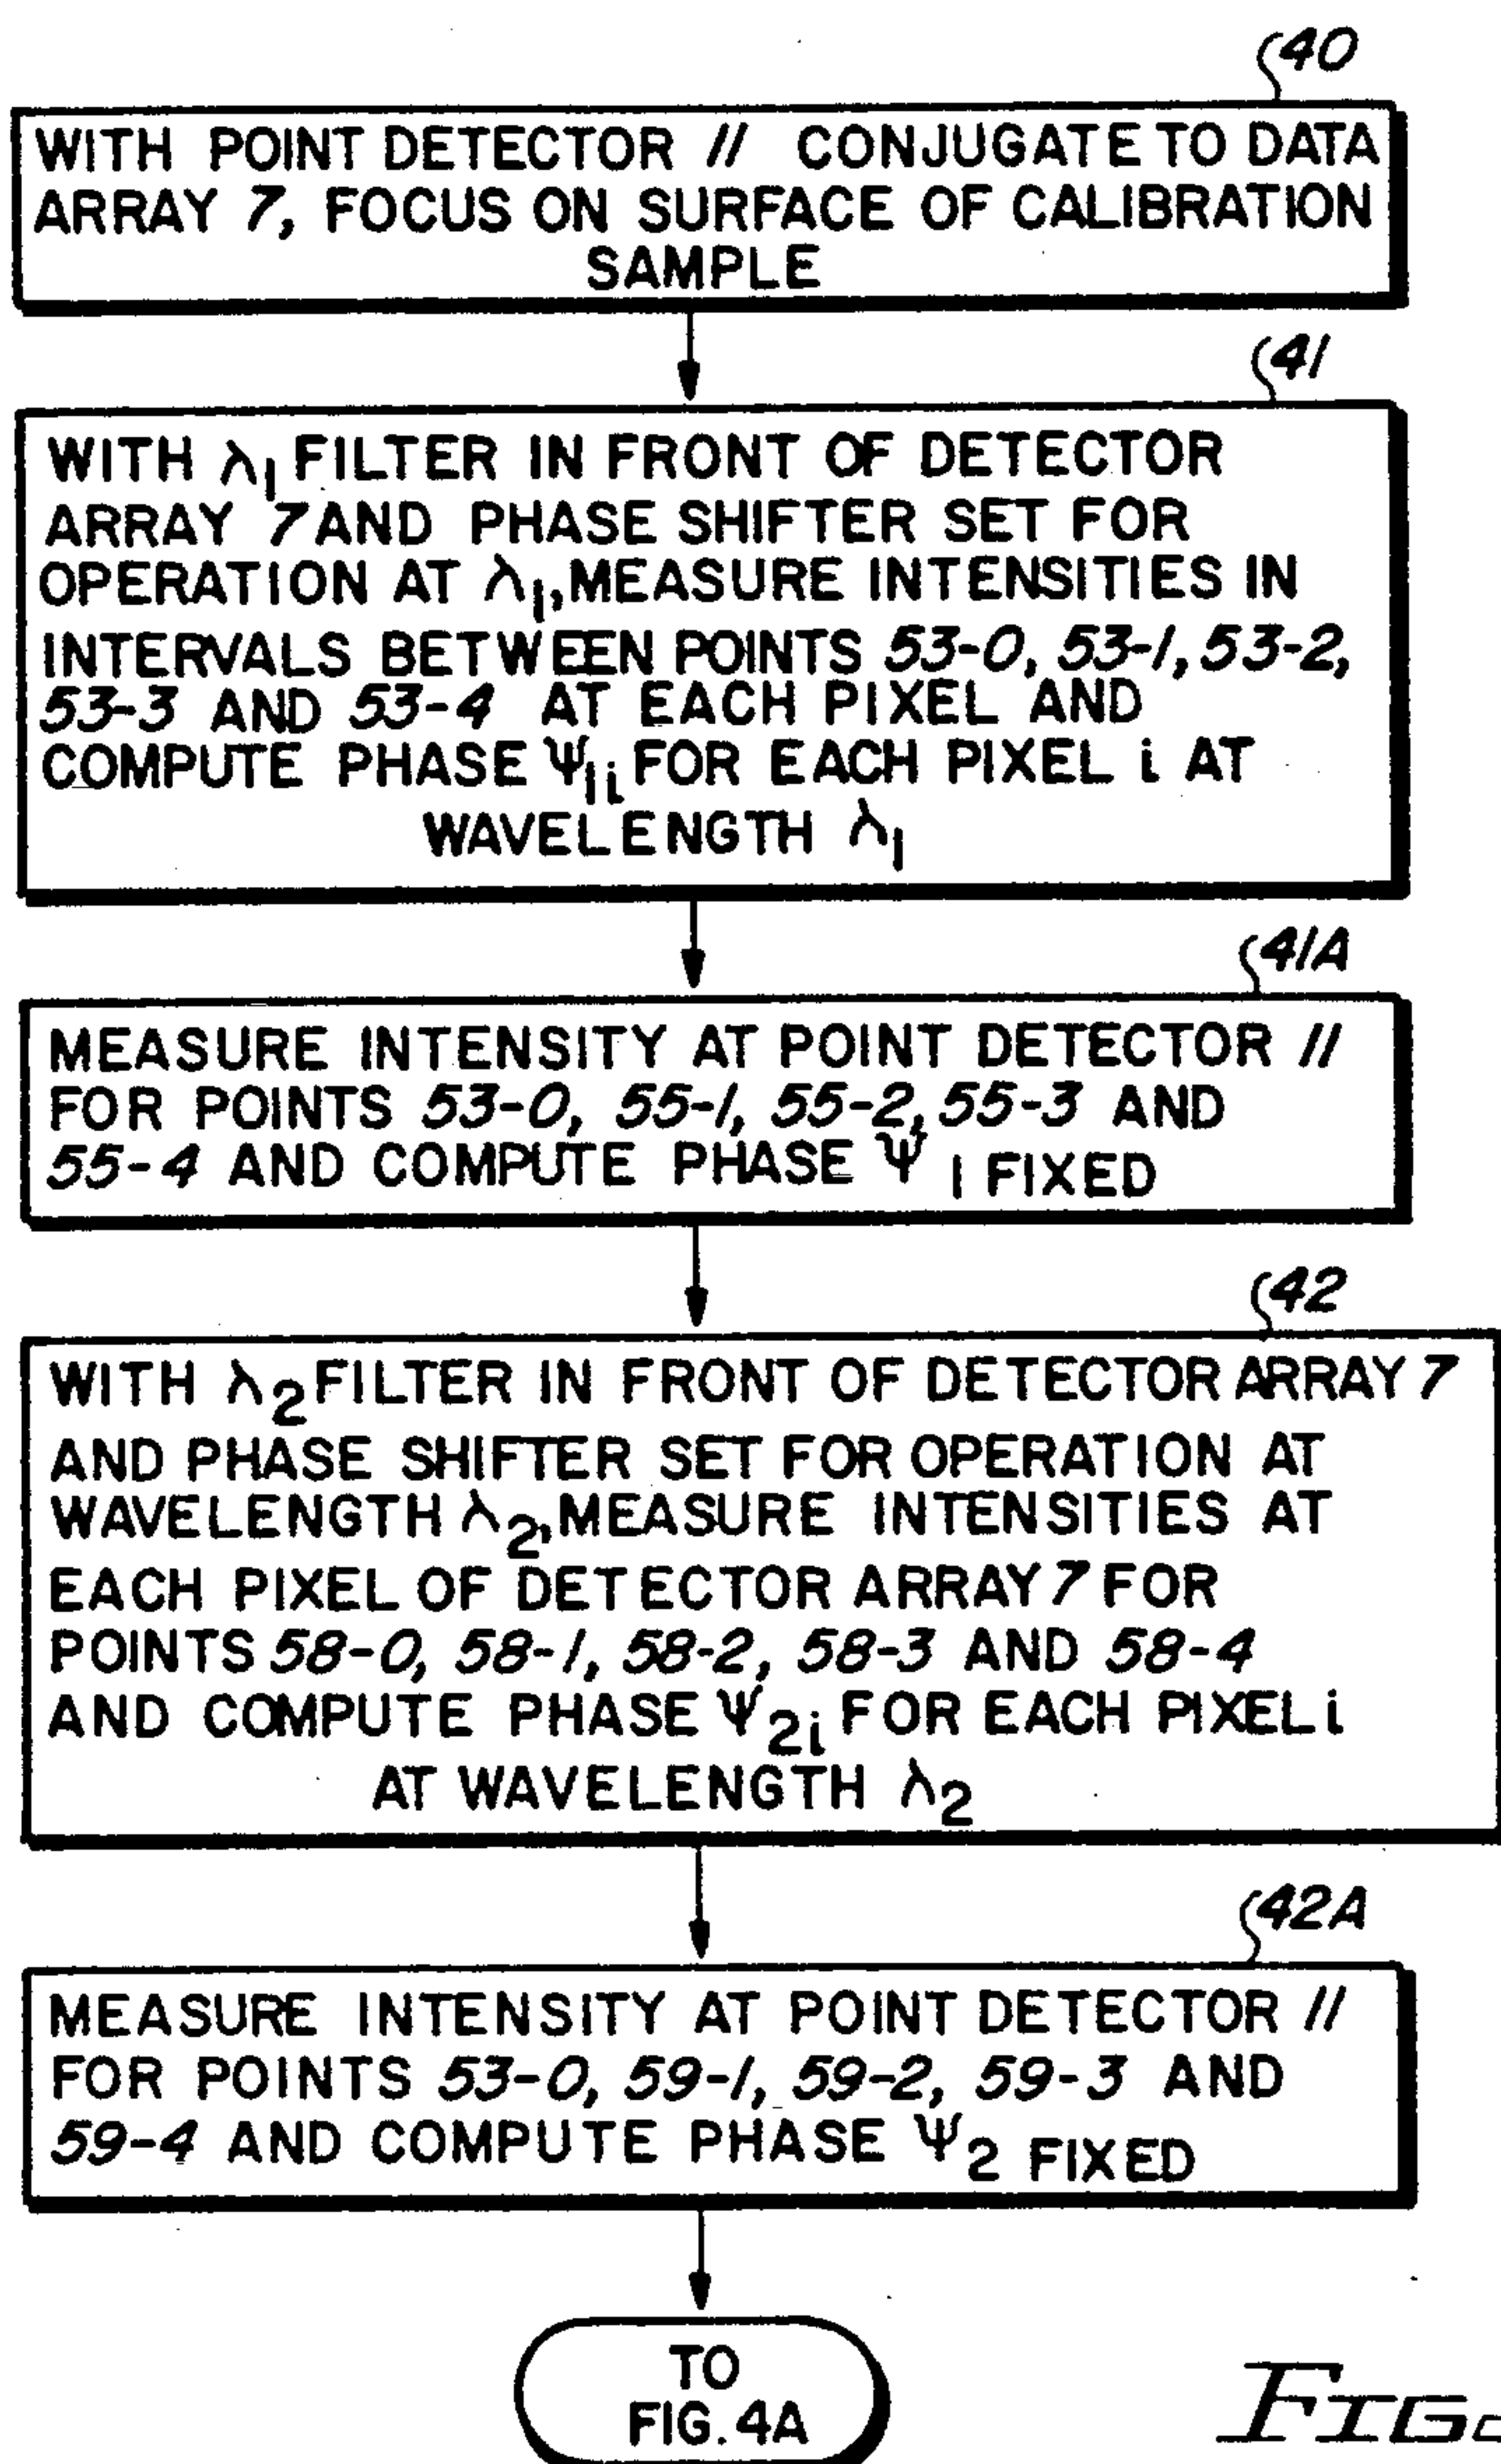 40
WITH POINT DETECTOR 11 CONJUGATE TO DATA
ARRAY 7, FOCUS ON SURFACE OF CALIBRATION
SAMPLE
41
WITH λ1 FILTER IN FRONT OF DETECTOR
ARRAY 7 AND PHASE SHIFTER SET FOR
OPERATION AT λ1, MEASURE INTENSITIES IN
INTERVALS BETWEEN POINTS 53-0, 53-1, 53-2,
53-3 AND 53-4 AT EACH PIXEL AND
COMPUTE PHASE Ψ1i FOR EACH PIXEL i AT
WAVELENGTH λ1
41A
MEASURE INTENSITY AT POINT DETECTOR 11
FOR POINTS 53-0, 55-1, 55-2, 55-3 AND
55-4 AND COMPUTE PHASE Ψ1 FIXED
42
WITH λ2 FILTER IN FRONT OF DETECTOR ARRAY 7
AND PHASE SHIFTER SET FOR OPERATION AT
WAVELENGTH λ2, MEASURE INTENSITIES AT
EACH PIXEL OF DETECTOR ARRAY 7 FOR
POINTS 58-0, 58-1, 58-2, 58-3 AND 58-4
AND COMPUTE PHASE Ψ2i FOR EACH PIXEL i
AT WAVELENGTH λ2
42A
MEASURE INTENSITY AT POINT DETECTOR 11
FOR POINTS 53-0, 59-1, 59-2, 59-3 AND
59-4 AND COMPUTE PHASE Ψ2 FIXED
TO
FIG. 4A
FIG.